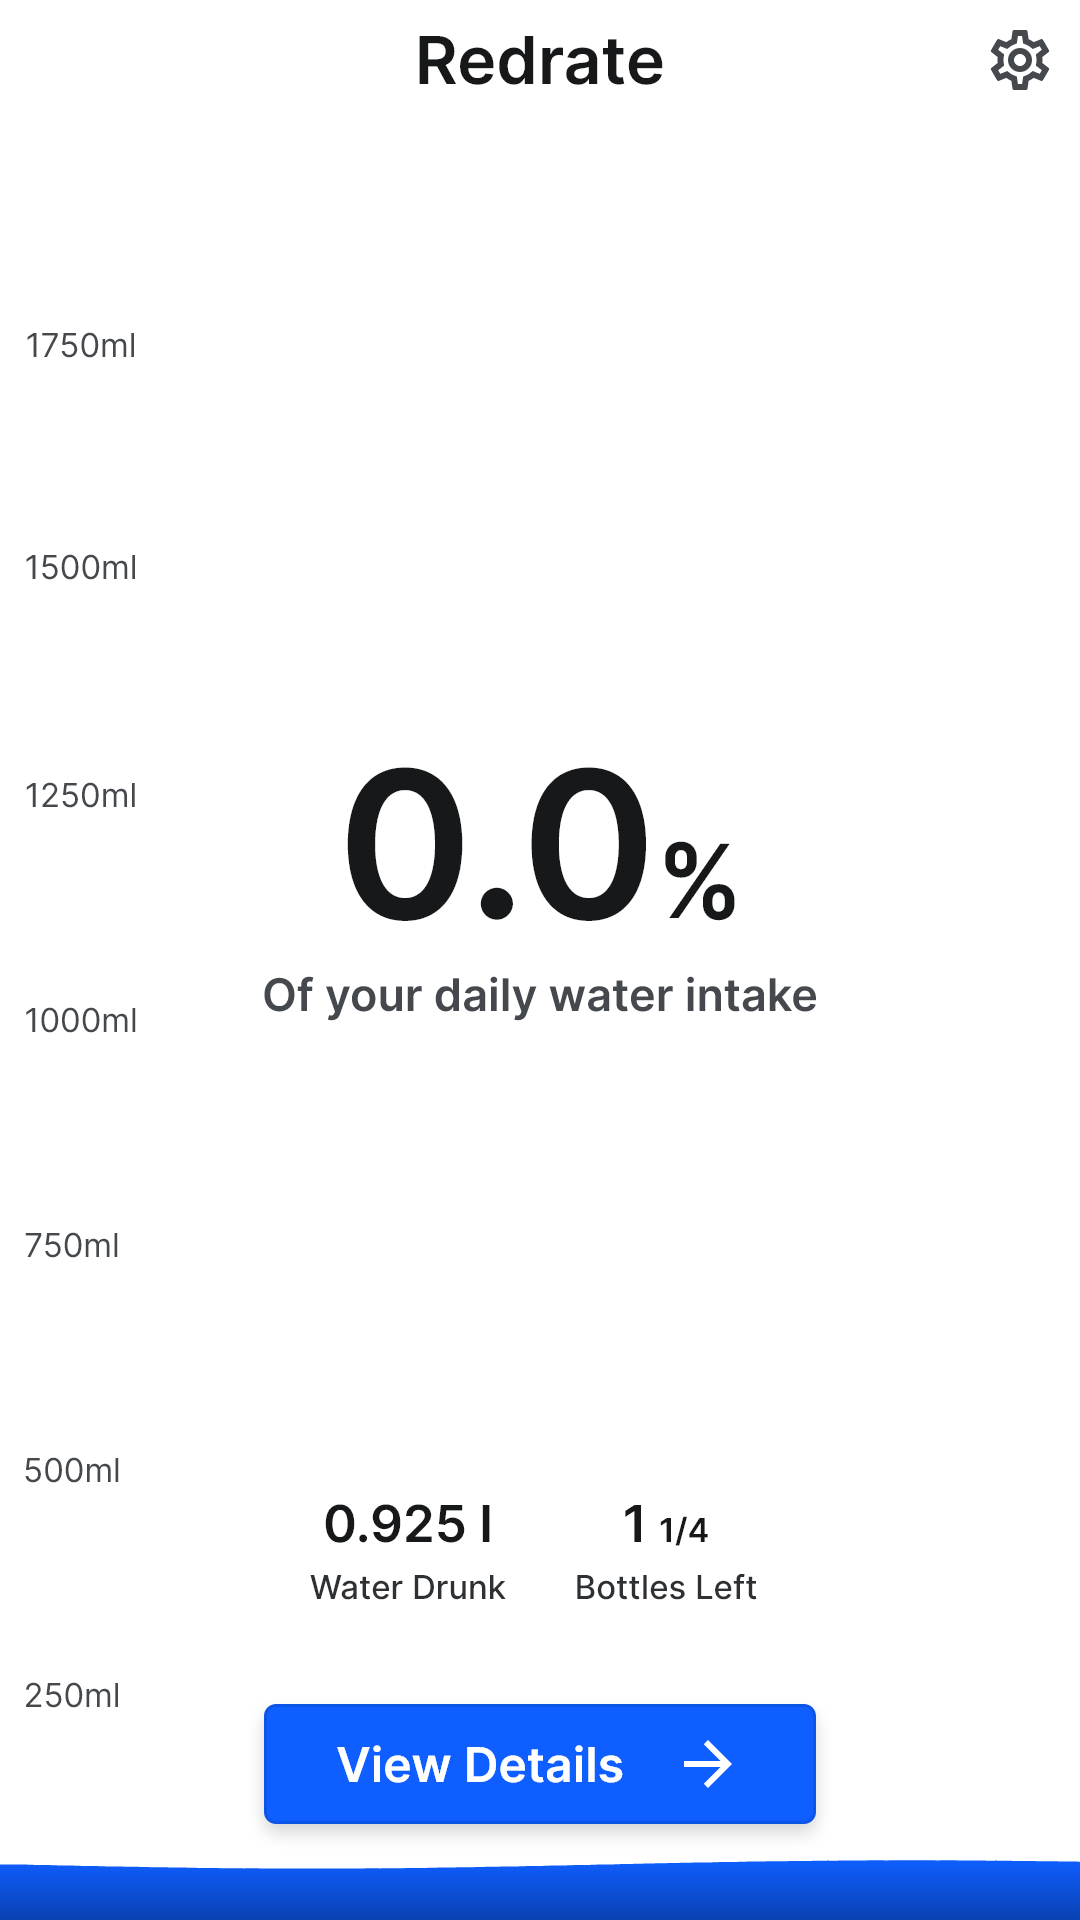 Redrate
1750ml
1500ml
1250ml
0.0%
Of your daily water intake
1000ml
750ml
500ml
0.925 l
1 1/4
Water Drunk
Bottles Left
250ml
View Details